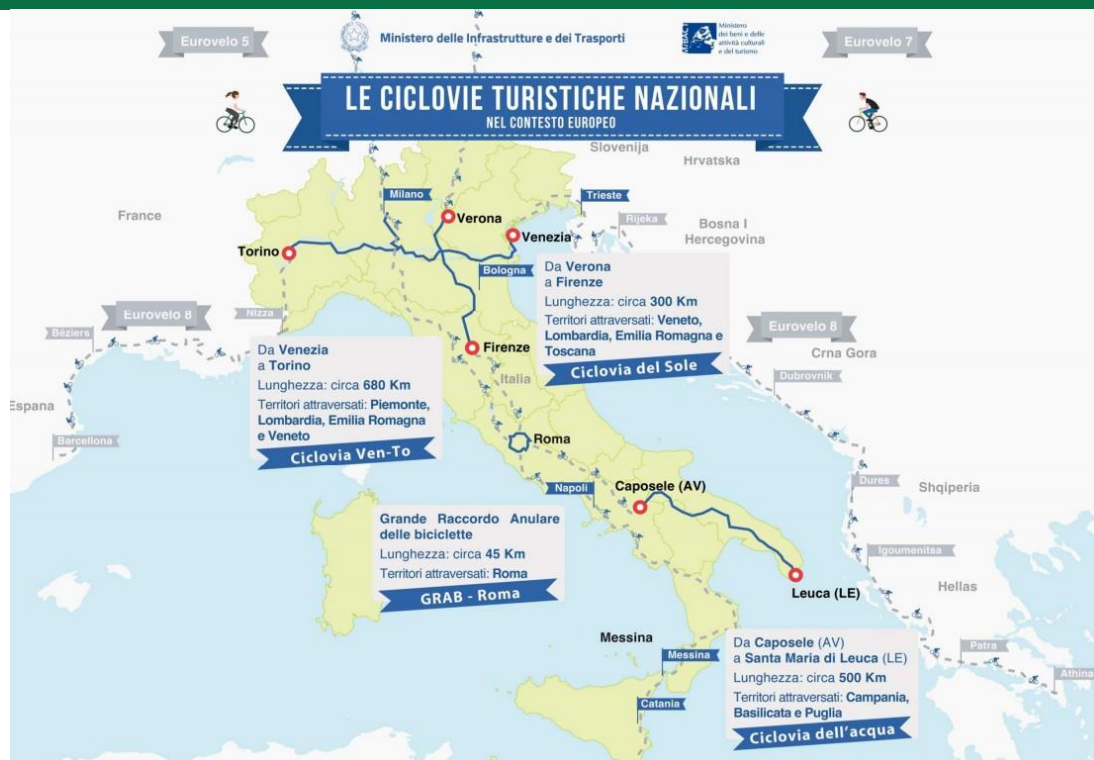 Eurovelo 5
Ministero delle Infrastrutture e dei Trasporti
MiBACT
Ministero
dei beni e delle
attività culturali
e del turismo
Eurovelo 7
LE CICLOVIE TURISTICHE NAZIONALI
NEL CONTESTO EUROPEO
Slovenija
Hrvatska
France
Milano
Trieste
Verona
Rijeka
Bosna I
Hercegovina
Venezia
Torino
Bologna
Da Verona
a Firenze
Lunghezza: circa 300 Km
Territori attraversati: Veneto,
Lombardia, Emilia Romagna e
Toscana
Ciclovia del Sole
Eurovelo 8
Nizza
Béziers
Eurovelo 8
Firenze
Crna Gora
Italia
Dubrovnik
Da Venezia
a Torino
Lunghezza: circa 680 Km
Territori attraversati: Piemonte,
Lombardia, Emilia Romagna
e Veneto
Ciclovia Ven-To
Espana
Barcellona
Roma
Napoli
Caposele (AV)
Dures
Shqiperia
Grande Raccordo Anulare
delle biciclette
Lunghezza: circa 45 Km
Territori attraversati: Roma
GRAB - Roma
Igoumenitsa
Hellas
Leuca (LE)
Messina
Messina
Patra
Athina
Catania
Da Caposele (AV)
a Santa Maria di Leuca (LE)
Lunghezza: circa 500 Km
Territori attraversati: Campania,
Basilicata e Puglia
Ciclovia dell'acqua